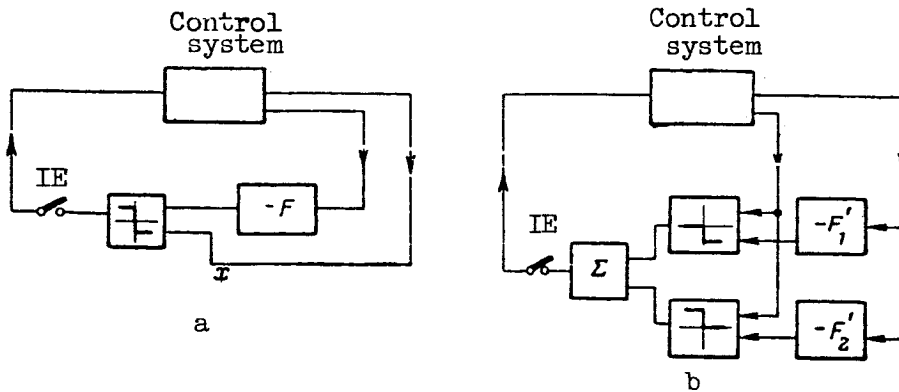 Control
system
IE
-F
x
a
Control
system
IE
Σ
-F'1
-F'2
b